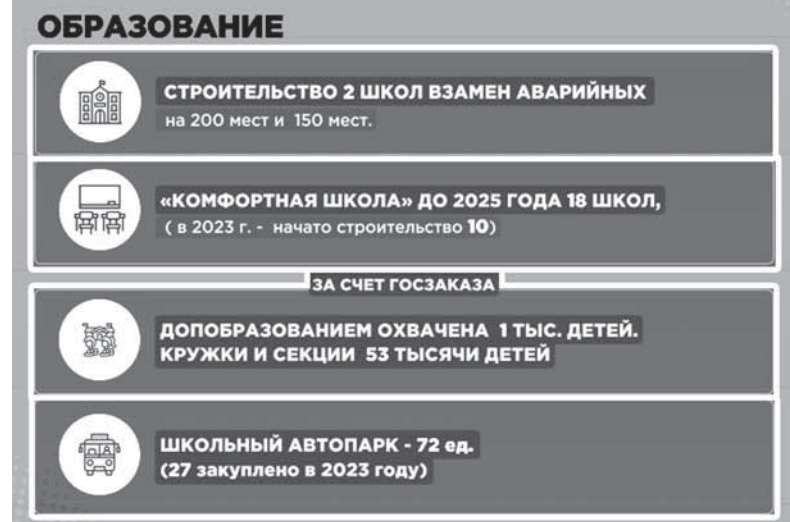 ОБРАЗОВАНИЕ
СТРОИТЕЛЬСТВО 2 ШКОЛ ВЗАМЕН АВАРИЙНЫХ
на 200 мест и 150 мест.
«КОМФОРТНАЯ ШКОЛА» ДО 2025 ГОДА 18 ШКОЛ,
( в 2023 г. - начато строительство 10)
ЗА СЧЕТ ГОСЗАКАЗА
ДОПОБРАЗОВАНИЕМ ОХВАЧЕНА 1 ТЫС. ДЕТЕЙ.
КРУЖКИ И СЕКЦИИ 53 ТЫСЯЧИ ДЕТЕЙ
ШКОЛЬНЫЙ АВТОПАРК - 72 ед.
(27 закуплено в 2023 году)